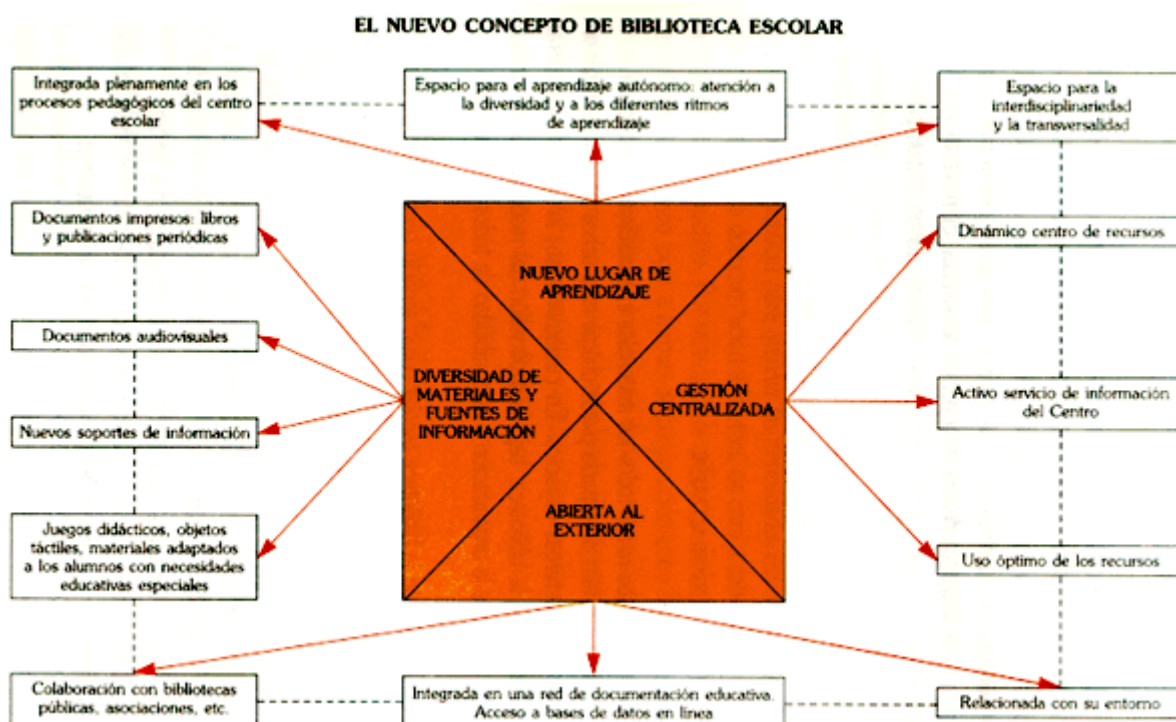 EL NUEVO CONCEPTO DE BIBLIOTECA ESCOLAR
Integrada plenamente en los
procesos pedagógicos del centro
escolar
Espacio para el aprendizaje autónomo: atención a
la diversidad y a los diferentes ritmos
de aprendizaje
Espacio para la
interdisciplinariedad
y la transversalidad
Documentos impresos: libros
y publicaciones periódicas
Documentos audiovisuales
Nuevos soportes de información
Juegos didácticos, objetos
táctiles, materiales adaptados
a los alumnos con necesidades
educativas especiales
NUEVO LUGAR DE
APRENDIZAJE
DIVERSIDAD DE
MATERIALES Y
FUENTES DE
INFORMACIÓN
GESTIÓN
CENTRALIZADA
ABIERTA AL
EXTERIOR
Dinámico centro de recursos
Activo servicio de información
del Centro
Uso óptimo de los recursos
Colaboración con bibliotecas
públicas, asociaciones, etc.
Integrada en una red de documentación educativa.
Acceso a bases de datos en línea
Relacionada con su entorno